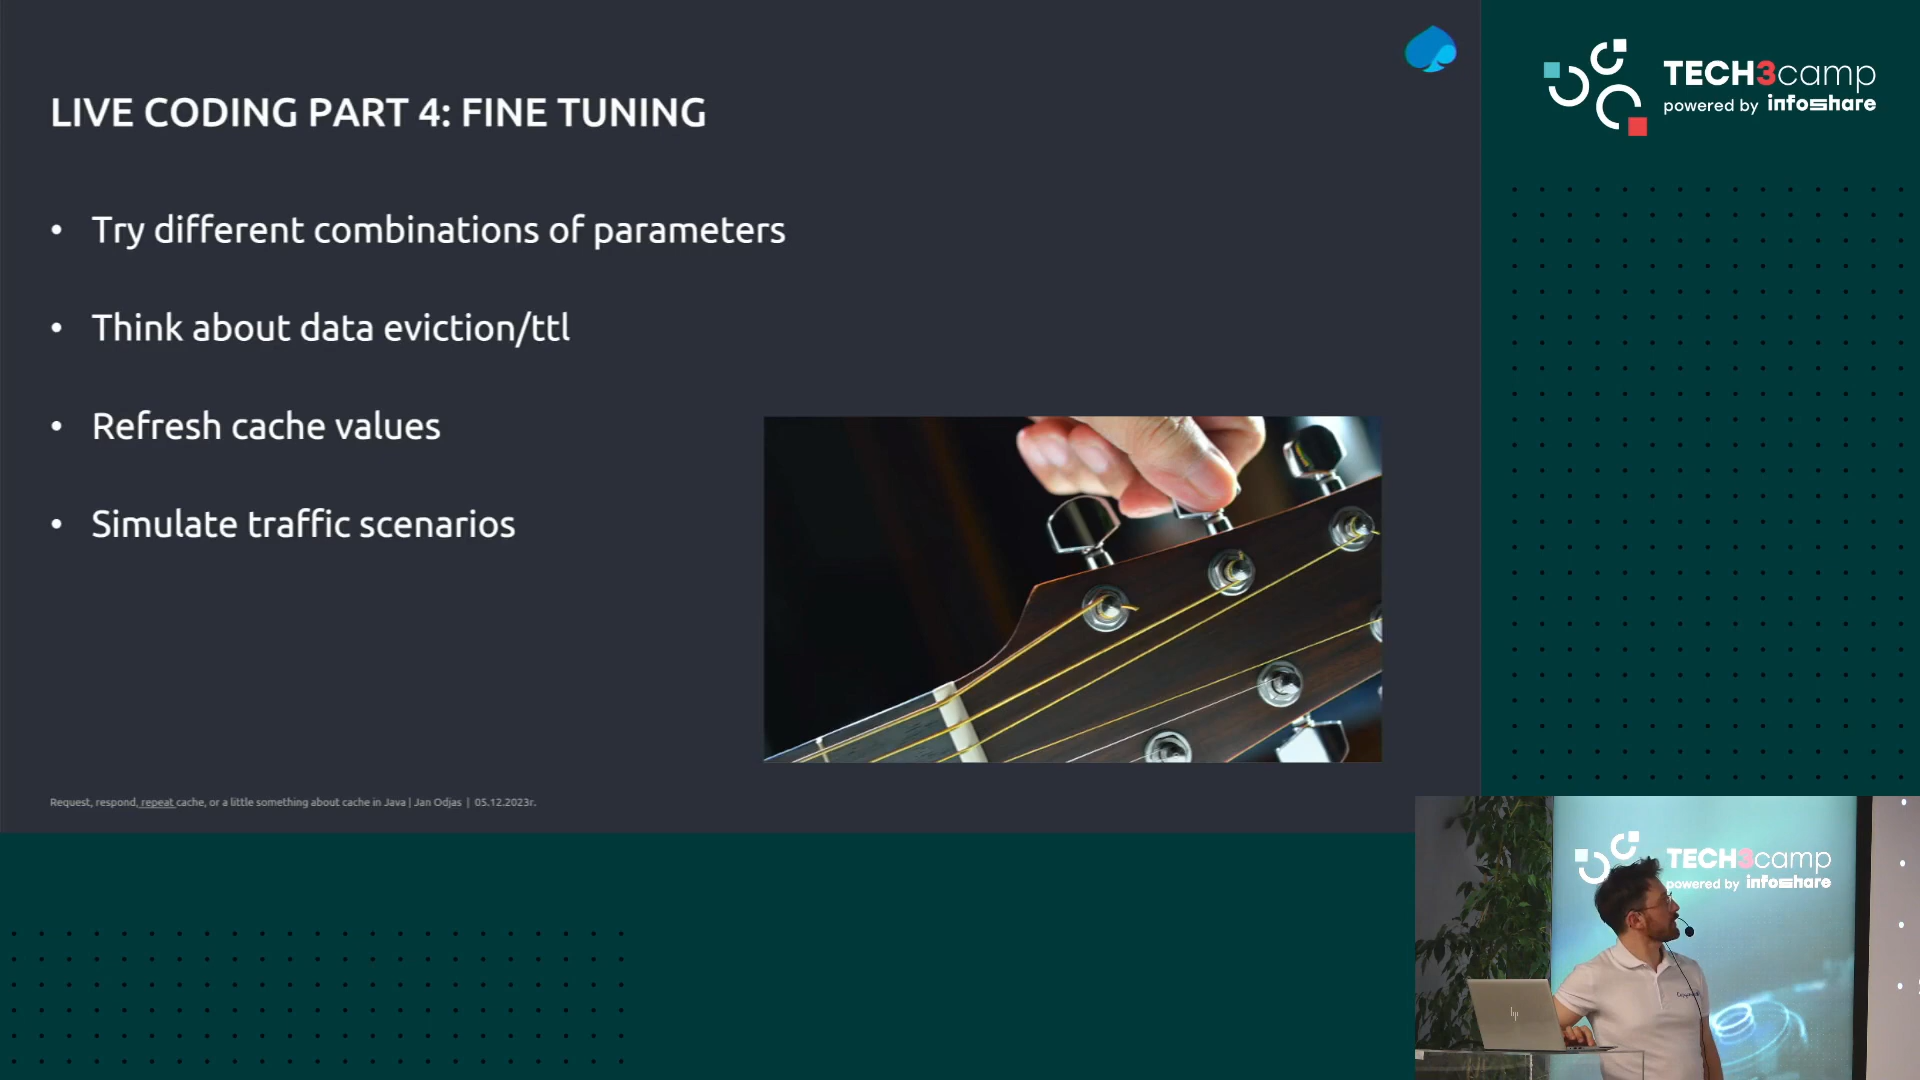 LIVE CODING PART 4: FINE TUNING
• Try different combinations of parameters
• Think about data eviction/ttl
• Refresh cache values
• Simulate traffic scenarios
Request, respond, repeat cache, or a little something about cache in Java | Jan Odjas | 05.12.2023r.
TECH3camp
powered by infoshare
TECH3camp
powered by infoshare
hp